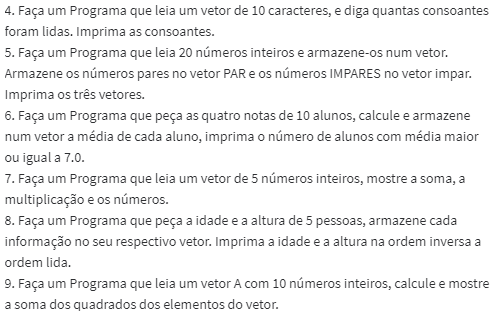 4. Faça um Programa que leia um vetor de 10 caracteres, e diga quantas consoantes
foram lidas. Imprima as consoantes.
5. Faça um Programa que leia 20 números inteiros e armazene-os num vetor.
Armazene os números pares no vetor PAR e os números IMPARES no vetor impar.
Imprima os três vetores.
6. Faça um Programa que peça as quatro notas de 10 alunos, calcule e armazene
num vetor a média de cada aluno, imprima o número de alunos com média maior
ou igual a 7.0.
7. Faça um Programa que leia um vetor de 5 números inteiros, mostre a soma, a
multiplicação e os números.
8. Faça um Programa que peça a idade e a altura de 5 pessoas, armazene cada
informação no seu respectivo vetor. Imprima a idade e a altura na ordem inversa a
ordem lida.
9. Faça um Programa que leia um vetor A com 10 números inteiros, calcule e mostre
a soma dos quadrados dos elementos do vetor.